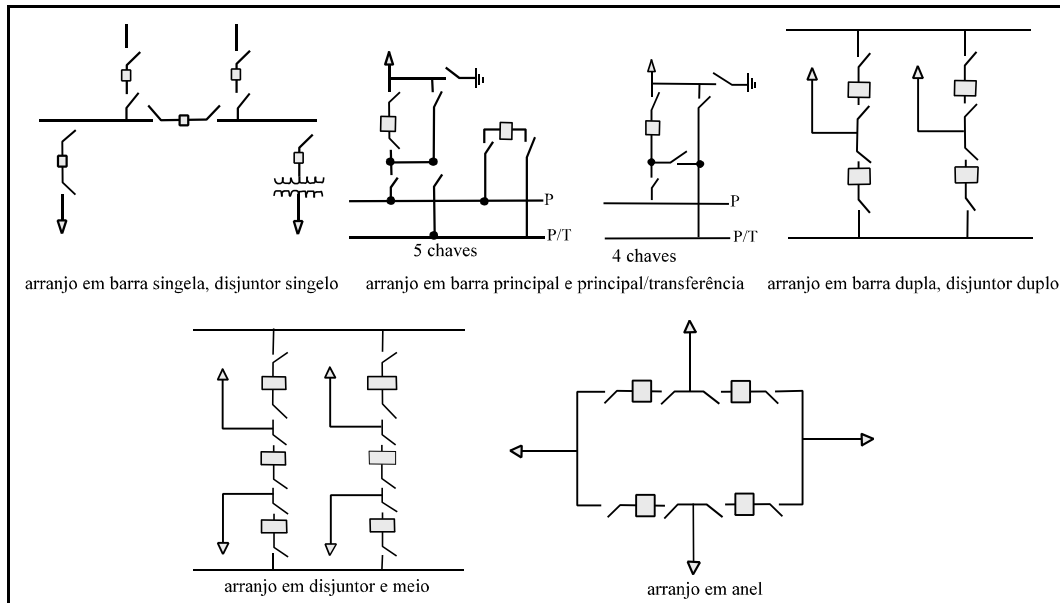 P
P/T
5 chaves
P
P/T
4 chaves
arranjo em barra singela, disjuntor singelo
arranjo em barra principal e principal/transferência
arranjo em barra dupla, disjuntor duplo
arranjo em disjuntor e meio
arranjo em anel